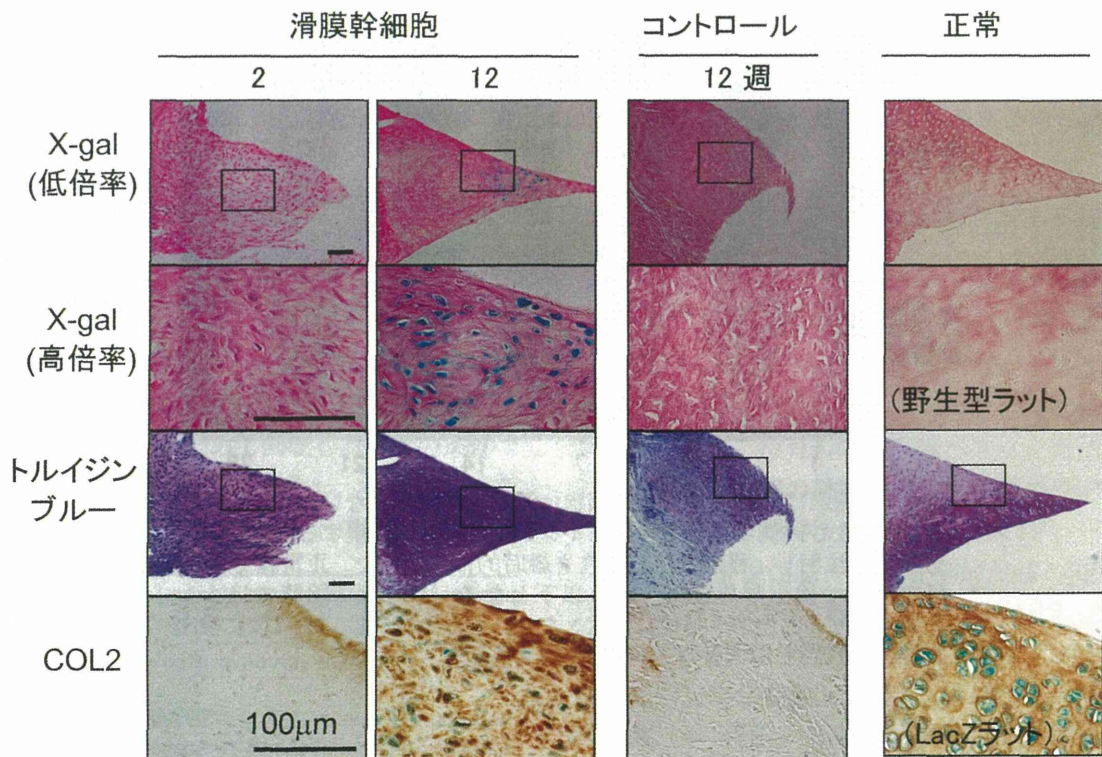 滑膜幹細胞
コントロール
正常
2
12
12 週
X-gal
(低倍率)
X-gal
(高倍率)
(野生型ラット)
トルイジン
ブルー
COL2
100μm
(LacZラット)